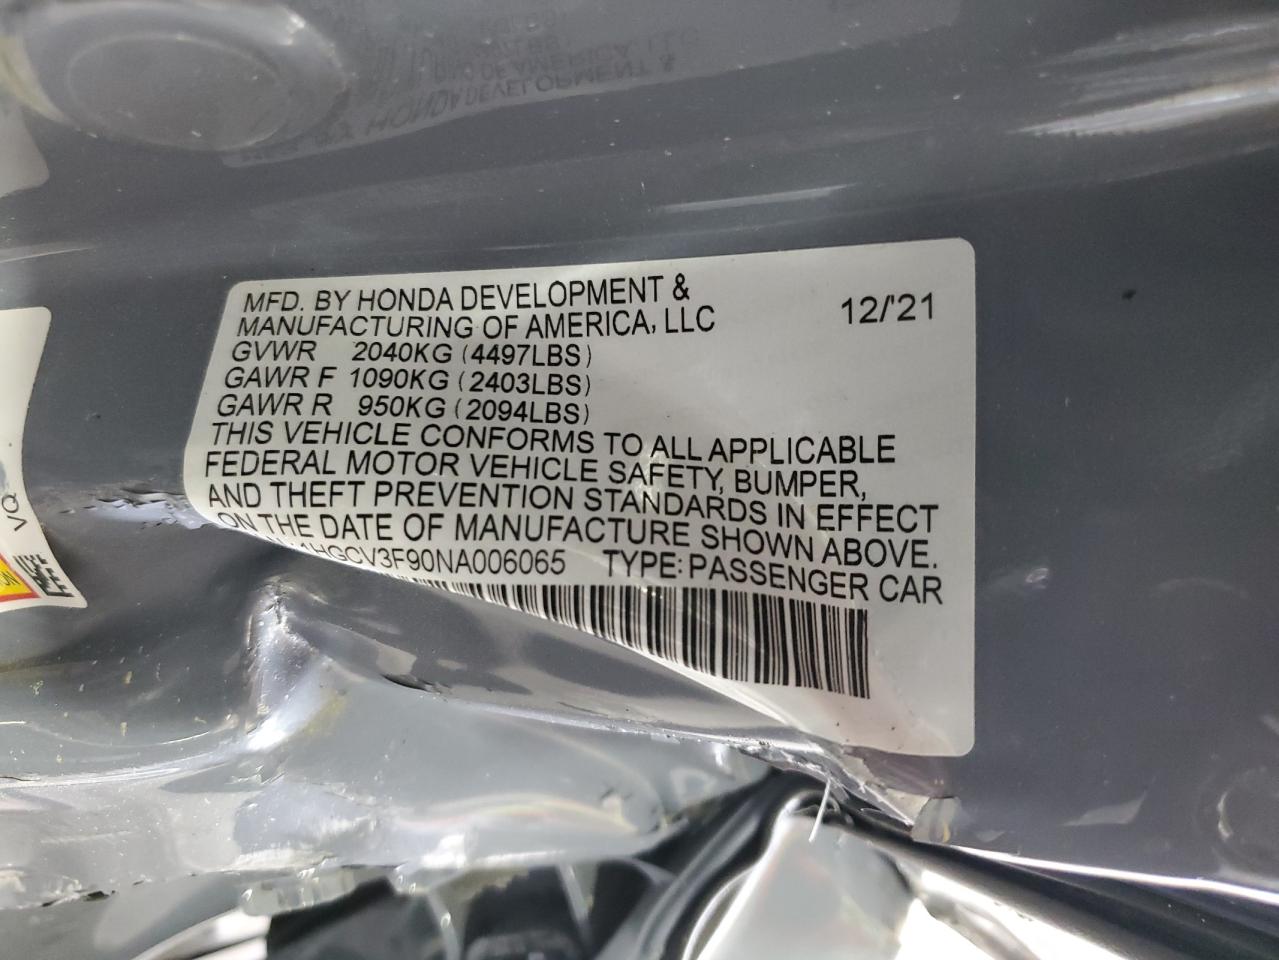 MFD. BY HONDA DEVELOPMENT &
MANUFACTURING OF AMERICA, LLC
12/'21
GVWR 2040KG (4497LBS)
GAWR F 1090KG (2403LBS)
GAWR R 950KG (2094LBS)
THIS VEHICLE CONFORMS TO ALL APPLICABLE
FEDERAL MOTOR VEHICLE SAFETY, BUMPER,
AND THEFT PREVENTION STANDARDS IN EFFECT
ON THE DATE OF MANUFACTURE SHOWN ABOVE.
1HGCV3F90NA006065 TYPE: PASSENGER CAR
VQ